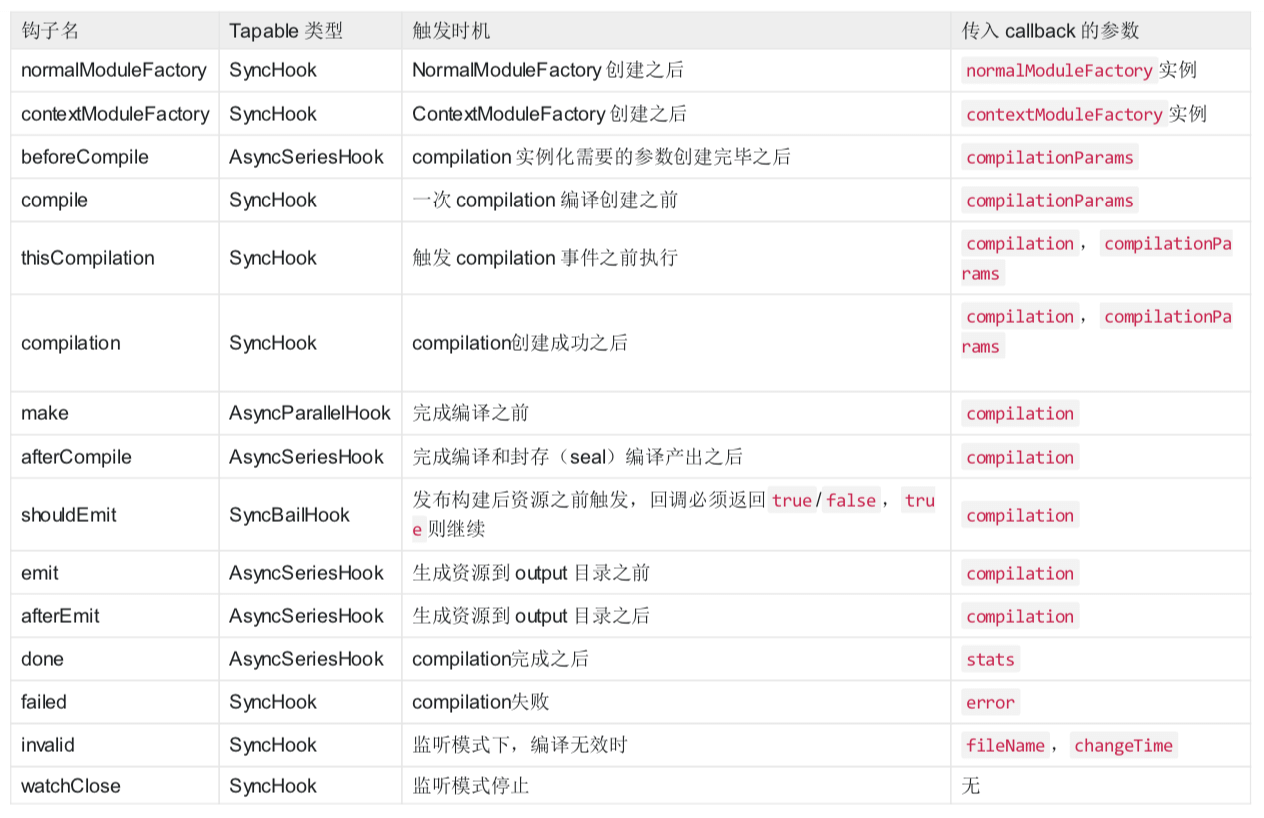 钩子名 Tapable 类型 触发时机 传入 callback 的参数
normalModuleFactory SyncHook NormalModuleFactory 创建之后 normalModuleFactory 实例
contextModuleFactory SyncHook ContextModuleFactory 创建之后 contextModuleFactory 实例
beforeCompile AsyncSeriesHook compilation 实例化需要的参数创建完毕之后 compilationParams
compile SyncHook 一次 compilation 编译创建之前 compilationParams
thisCompilation SyncHook 触发 compilation 事件之前执行 compilation，compilationPa
rams
compilation SyncHook compilation创建成功之后 compilation，compilationPa
rams
make AsyncParallelHook 完成编译之前 compilation
afterCompile AsyncSeriesHook 完成编译和封存（seal）编译产出之后 compilation
shouldEmit SyncBailHook 发布构建后资源之前触发，回调必须返回 true/false，tru
e 则继续 compilation
emit AsyncSeriesHook 生成资源到 output 目录之前 compilation
afterEmit AsyncSeriesHook 生成资源到 output 目录之后 compilation
done AsyncSeriesHook compilation完成之后 stats
failed SyncHook compilation失败 error
invalid SyncHook 监听模式下，编译无效时 fileName，changeTime
watchClose SyncHook 监听模式停止 无